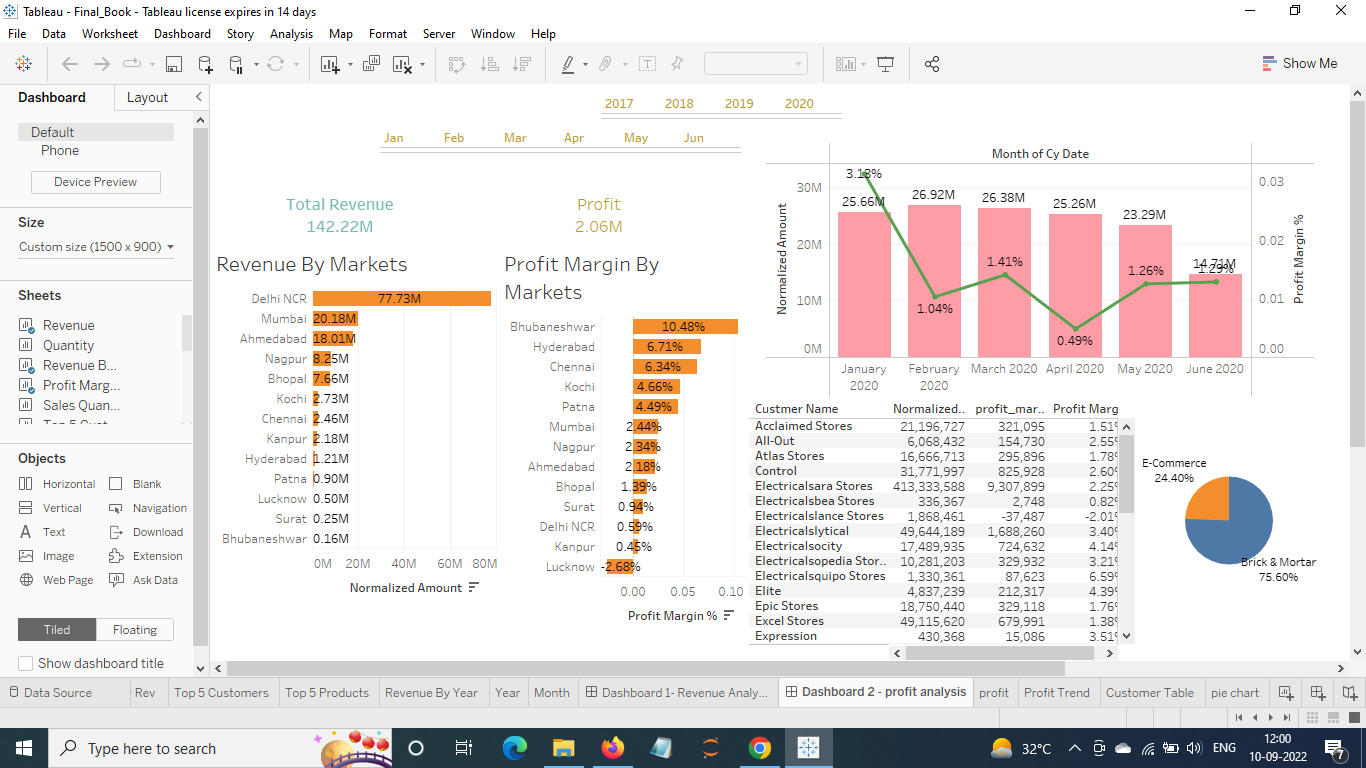 Tableau - Final_Book - Tableau license expires in 14 days
File Data Worksheet Dashboard Story Analysis Map Format Server Window Help
Show Me
Dashboard Layout
Default
Phone
Device Preview
Size
Custom size (1500 x 900)
Sheets
Revenue
Quantity
Revenue B...
Profit Marg...
Sales Quan...
Objects
Horizontal Blank
Vertical Navigation
Text Download
Image Extension
Web Page Ask Data
Tiled Floating
Show dashboard title
2017 2018 2019 2020
Jan Feb Mar Apr May Jun
Total Revenue
142.22M
Profit
2.06M
Revenue By Markets
Delhi NCR 77.73M
Mumbai 20.18M
Ahmedabad 18.01M
Nagpur 8.25M
Bhopal 7.66M
Kochi 2.73M
Chennai 2.46M
Kanpur 2.18M
Hyderabad 1.21M
Patna 0.90M
Lucknow 0.50M
Surat 0.25M
Bhubaneshwar 0.16M
0M 20M 40M 60M 80M
Normalized Amount
Profit Margin By
Markets
Bhubaneshwar 10.48%
Hyderabad 6.71%
Chennai 6.34%
Kochi 4.66%
Patna 4.49%
Mumbai 2.44%
Nagpur 2.34%
Ahmedabad 2.18%
Bhopal 1.39%
Surat 0.94%
Delhi NCR 0.59%
Kanpur 0.45%
Lucknow -2.68%
0.00 0.05 0.10
Profit Margin %
Month of Cy Date
Normalized Amount
30M
20M
10M
0M
3.13%
25.66M 26.92M 26.38M 25.26M 23.29M 14.71M
1.04% 1.41% 0.49% 1.26% 1.29%
0.03
0.02
0.01
0.00
Profit Margin %
January 2020
February 2020
March 2020
April 2020
May 2020
June 2020
Custmer Name Normalized.. profit_mar.. Profit Marg
Acclaimed Stores 21,196,727 321,095 1.51%
All-Out 6,068,432 154,730 2.55%
Atlas Stores 16,666,713 295,896 1.78%
Control 31,771,997 825,928 2.60%
Electricalsara Stores 413,333,588 9,307,899 2.25%
Electricalsbea Stores 336,367 2,748 0.82%
Electricalslance Stores 1,868,461 -37,487 -2.01%
Electricalslytical 49,644,189 1,688,260 3.40%
Electricalsocity 17,489,935 724,632 4.14%
Electricalsopedia Stor.. 10,281,203 329,932 3.21%
Electricalsquipo Stores 1,330,361 87,623 6.59%
Elite 4,837,239 212,317 4.39%
Epic Stores 18,750,440 329,118 1.76%
Excel Stores 49,115,620 679,991 1.38%
Expression 430,368 15,086 3.51%
E-Commerce
24.40%
Brick & Mortar
75.60%
Data Source Rev Top 5 Customers Top 5 Products Revenue By Year Year Month Dashboard 1- Revenue Analy... Dashboard 2 - profit analysis profit Profit Trend Customer Table pie chart
Type here to search
32°C
ENG
12:00
10-09-2022
7